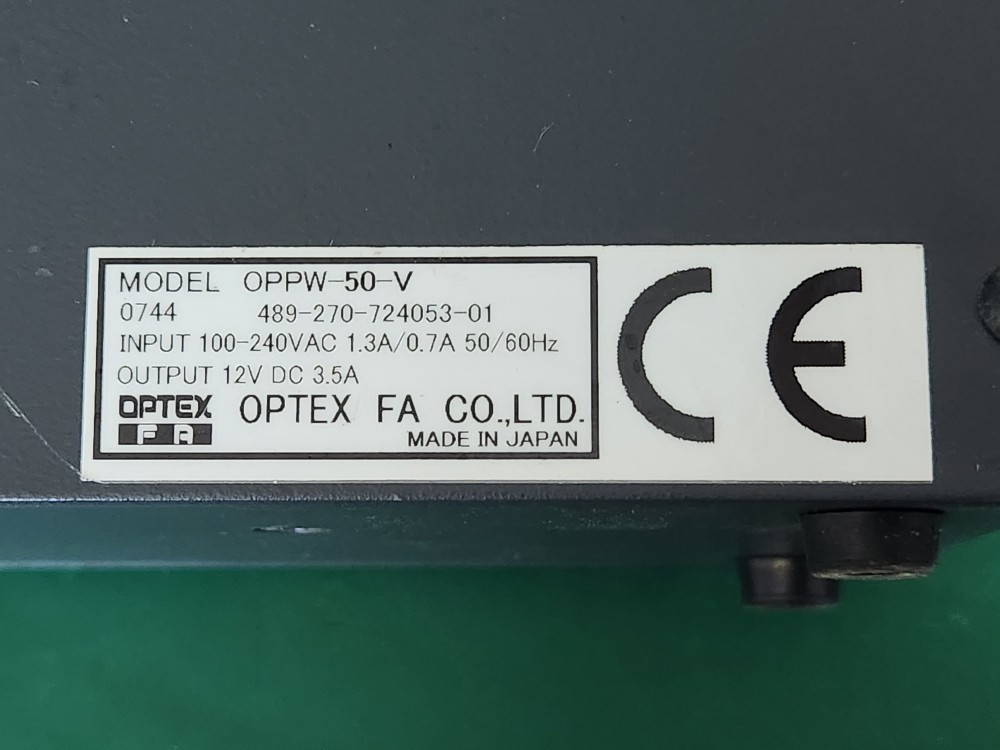 MODEL OPPW-50-V
0744 489-270-724053-01
INPUT 100-240VAC 1.3A/0.7A 50/60Hz
OUTPUT 12V DC 3.5A
OPTEX FA OPTEX FA CO.,LTD.
MADE IN JAPAN
CE